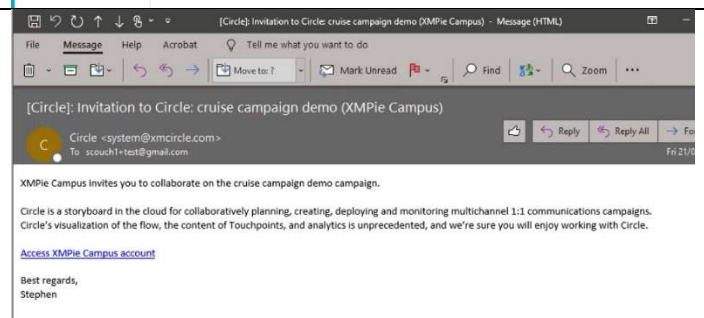 [Circle]: Invitation to Circle: cruise campaign demo (XMPie Campus) - Message (HTML)
File Message Help Acrobat Tell me what you want to do
Move to: ? Mark Unread Find Zoom
[Circle]: Invitation to Circle: cruise campaign demo (XMPie Campus)
C
Circle <system@xmcircle.com>
To scouch1+test@gmail.com
Reply Reply All Fo
Fri 21/0
XMPie Campus invites you to collaborate on the cruise campaign demo campaign.
Circle is a storyboard in the cloud for collaboratively planning, creating, deploying and monitoring multichannel 1:1 communications campaigns.
Circle's visualization of the flow, the content of Touchpoints, and analytics is unprecedented, and we're sure you will enjoy working with Circle.
Access XMPie Campus account
Best regards,
Stephen